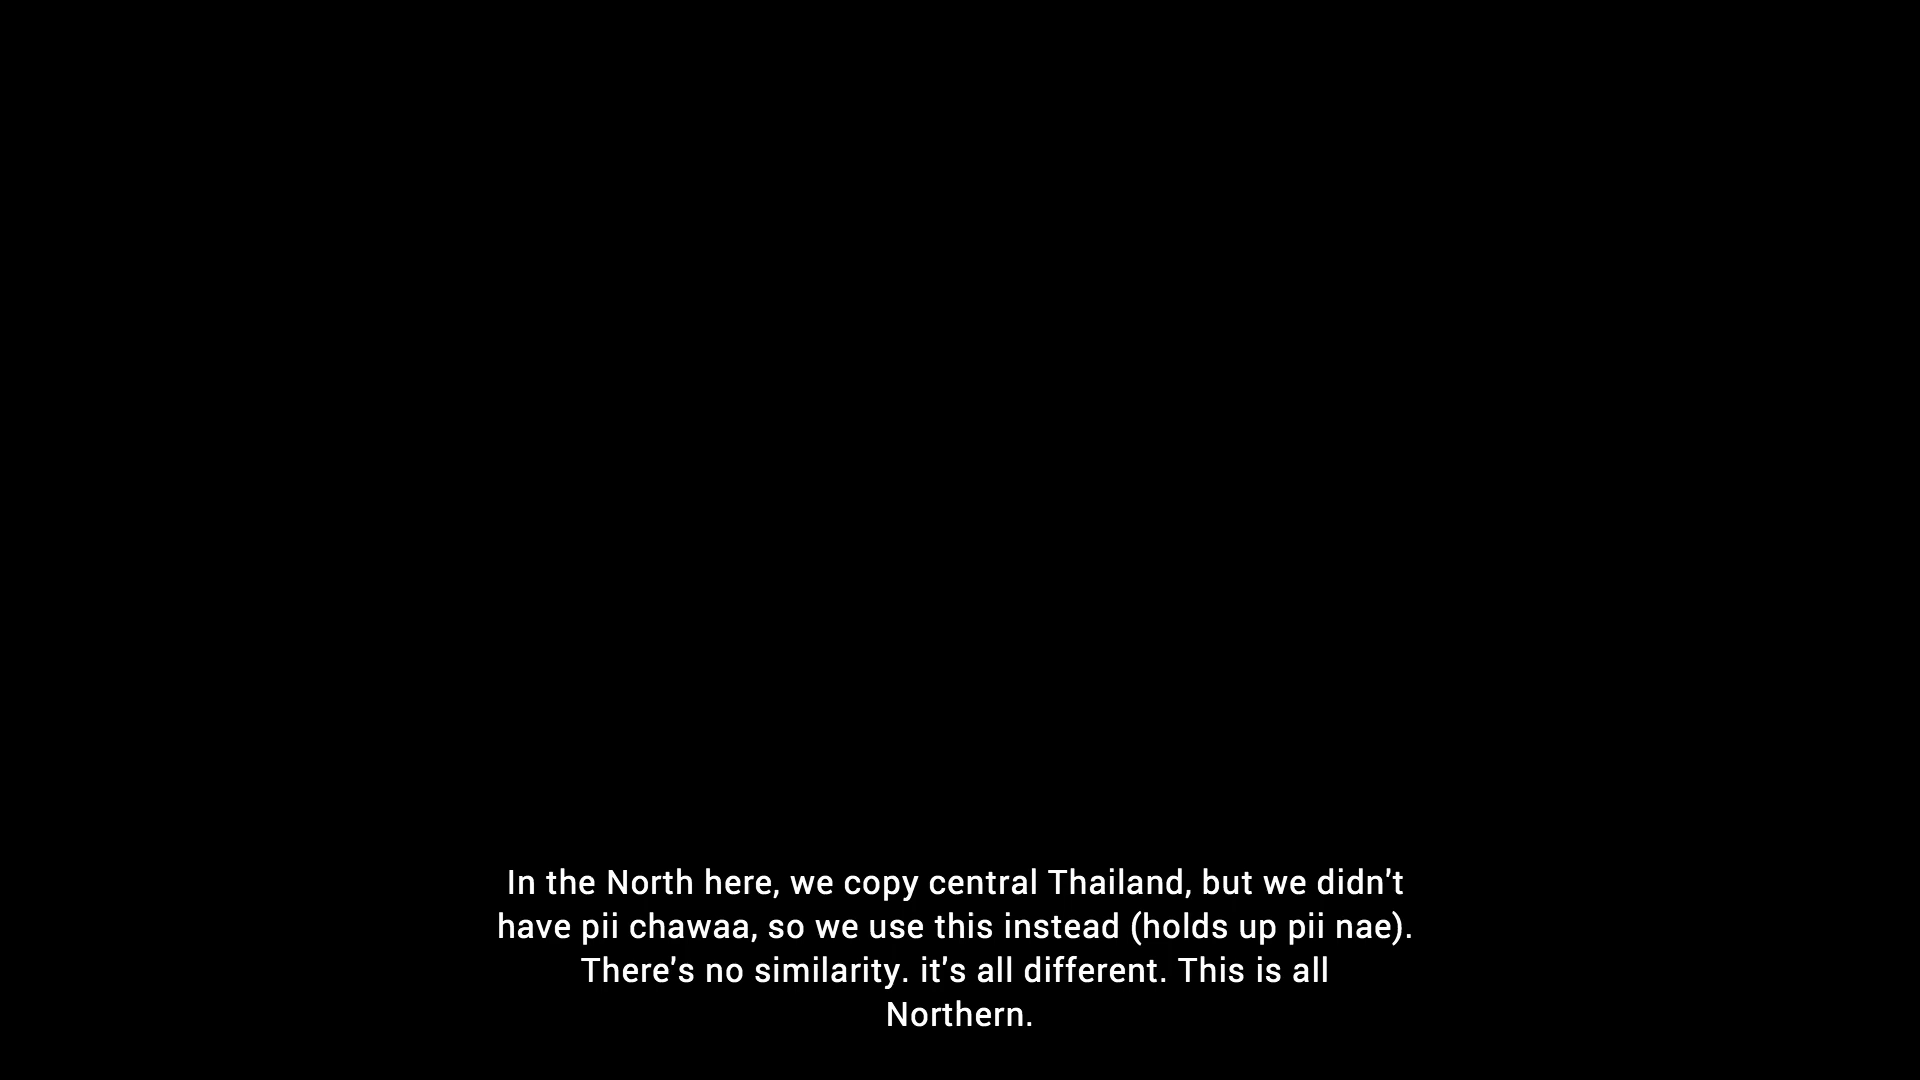 In the North here, we copy central Thailand, but we didn't
have pii chawaa, so we use this instead (holds up pii nae).
There's no similarity. it's all different. This is all
Northern.